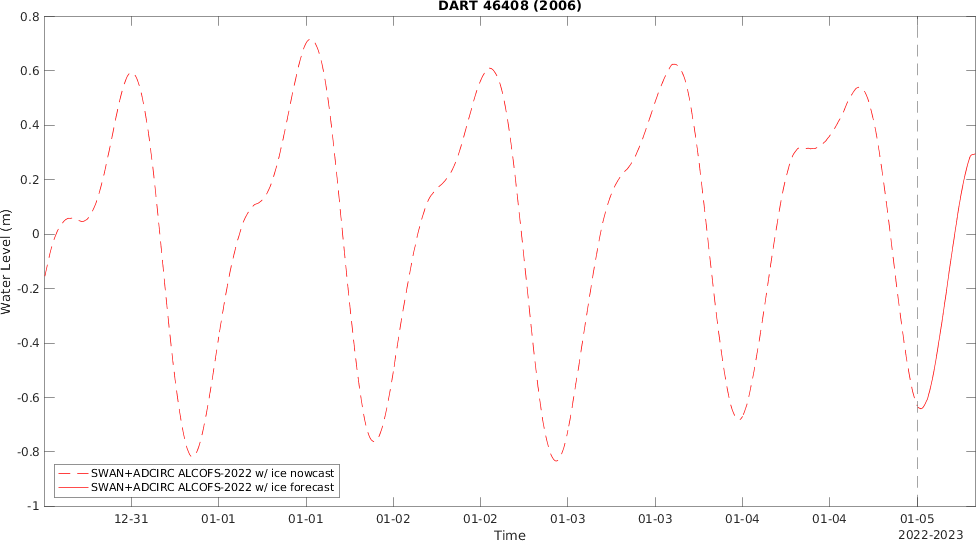 DART 46408 (2006)
0.8
0.6
0.4
0.2
0
-0.2
-0.4
-0.6
-0.8
-1
Water Level (m)
SWAN+ADCIRC ALCOFS-2022 w/ ice nowcast
SWAN+ADCIRC ALCOFS-2022 w/ ice forecast
12-31 01-01 01-01 01-02 01-02 01-03 01-03 01-04 01-04 01-05
Time
2022-2023